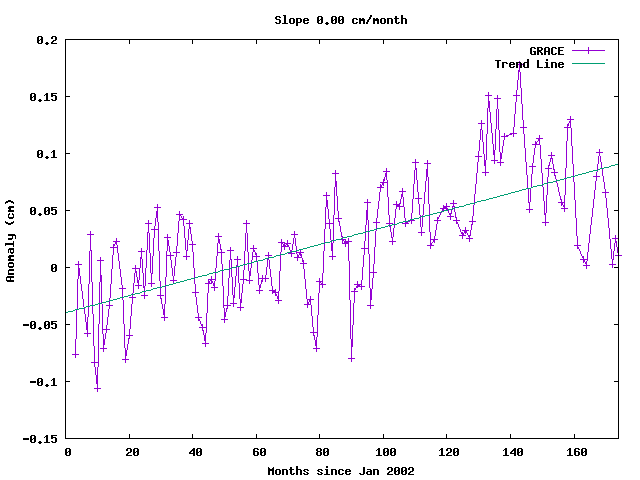 Slope 0.00 cm/month
GRACE
Trend Line
Anomaly (cm)
0.2
0.15
0.1
0.05
0
-0.05
-0.1
-0.15
0 20 40 60 80 100 120 140 160
Months since Jan 2002